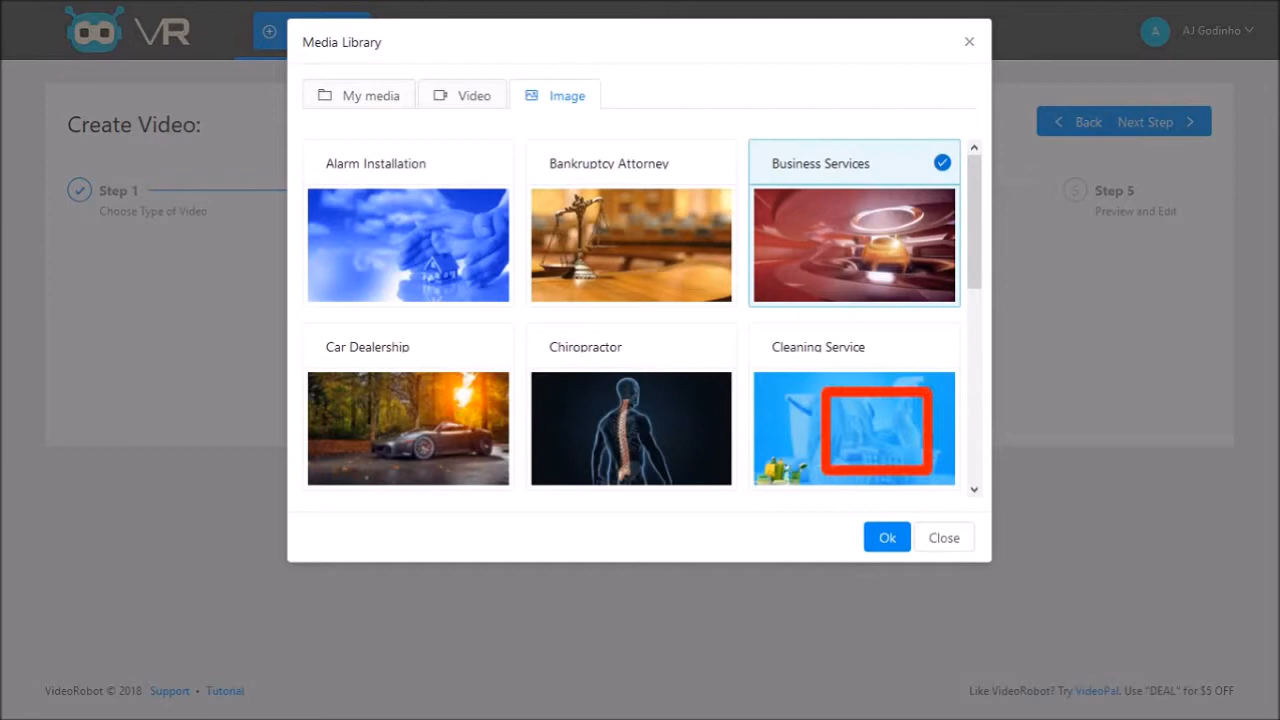 VR
AJ Godinho
Media Library
My media
Video
Image
Create Video:
Back
Next Step
Alarm Installation
Bankruptcy Attorney
Business Services
Step 1
Choose Type of Video
5
Step 5
Preview and Edit
A
Car Dealership
Chiropractor
Cleaning Service
Ok
Close
VideoRobot © 2018 Support • Tutorial
Like VideoRobot? Try VideoPal. Use "DEAL" for $5 OFF